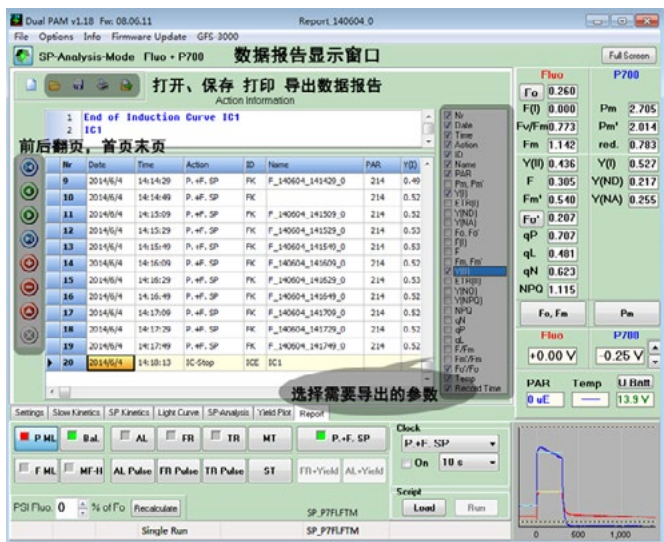 Dual PAM v1.18 Fw: 08.06.11 Report_140604_0
File Options Info Firmware Update GFS-3000
SP-Analysis-Mode Fluo + P700 数据报告显示窗口 Full Screen
打开、保存 打印 导出数据报告
Action Information
1 End of Induction Curve IC1
2 IC1
前后翻页，首页末页
Nr Date Time Action ID Name PAR Y(I)
9 2014/6/4 14:14:29 P.+F. SP FK F_140604_141429_0 214 0.49
10 2014/6/4 14:14:49 P.+F. SP FK 214 0.52
11 2014/6/4 14:15:09 P.+F. SP FK F_140604_141509_0 214 0.52
12 2014/6/4 14:15:29 P.+F. SP FK F_140604_141529_0 214 0.53
13 2014/6/4 14:15:49 P.+F. SP FK F_140604_141549_0 214 0.53
14 2014/6/4 14:16:09 P.+F. SP FK F_140604_141609_0 214 0.52
15 2014/6/4 14:16:29 P.+F. SP FK F_140604_141629_0 214 0.53
16 2014/6/4 14:16:49 P.+F. SP FK F_140604_141649_0 214 0.52
17 2014/6/4 14:17:09 P.+F. SP FK F_140604_141709_0 214 0.52
18 2014/6/4 14:17:29 P.+F. SP FK F_140604_141729_0 214 0.52
19 2014/6/4 14:17:49 P.+F. SP FK F_140604_141749_0 214 0.52
20 2014/6/4 14:18:13 IC-Stop ICE IC1
Nr
Date
Time
Action
ID
Name
PAR
Pm, Pm'
Y(I)
ETR(I)
Y(ND)
Y(NA)
Fo, Fo'
F(I)
F
Fm, Fm'
Y(II)
ETR(II)
Y(NO)
Y(NPQ)
NPQ
qN
qP
qL
F/Fm
Fm'/Fm
Fo'/Fo
Temp
Record Time
选择需要导出的参数
Fluo P700
Fo 0.260
F(I) 0.000 Pm 2.705
Fv/Fm 0.773 Pm' 2.014
Fm 1.142 red. 0.783
Y(II) 0.436 Y(I) 0.527
F 0.305 Y(ND) 0.217
Fm' 0.540 Y(NA) 0.255
Fo' 0.207
qP 0.707
qL 0.481
qN 0.623
NPQ 1.115
Fo, Fm Pm
Fluo P700
+0.00 V -0.25 V
PAR Temp U Batt
0 uE 13.9 V
Settings Slow Kinetics SP Kinetics Light Curve SP-Analysis Yield Plot Report
P ML Bal. AL FR TR MT P.+F. SP
F ML MF-H AL Pulse FR Pulse TR Pulse ST FR+Yield AL+Yield
Clock
P.+F. SP
On 10 s
Script
Load Run
PSI Fluo. 0 % of Fo Recalculate SP_P7FLFTM
Single Run SP_P7FLFTM
0 600 1,000